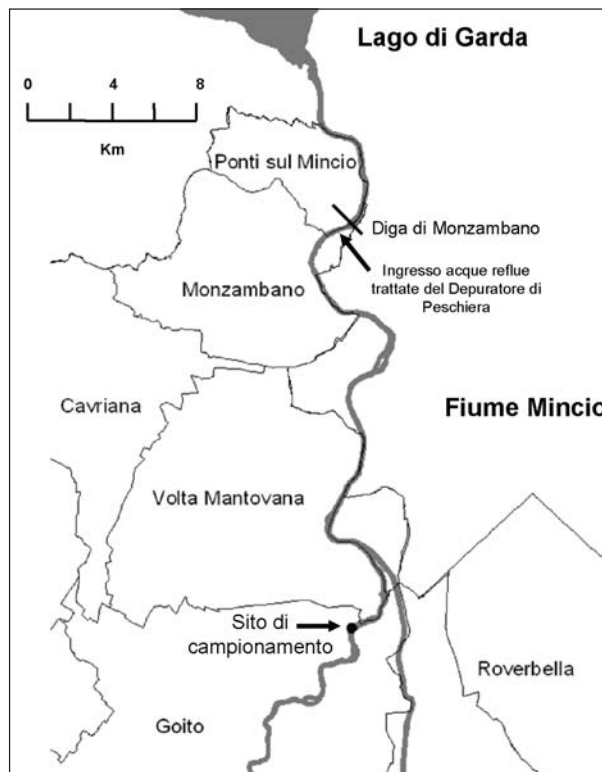 Lago di Garda
0 4 8
Km
Ponti sul Mincio
Diga di Monzambano
Ingresso acque reflue
trattate del Depuratore di
Peschiera
Monzambano
Cavriana
Fiume Mincio
Volta Mantovana
Sito di
campionamento
Roverbella
Goito